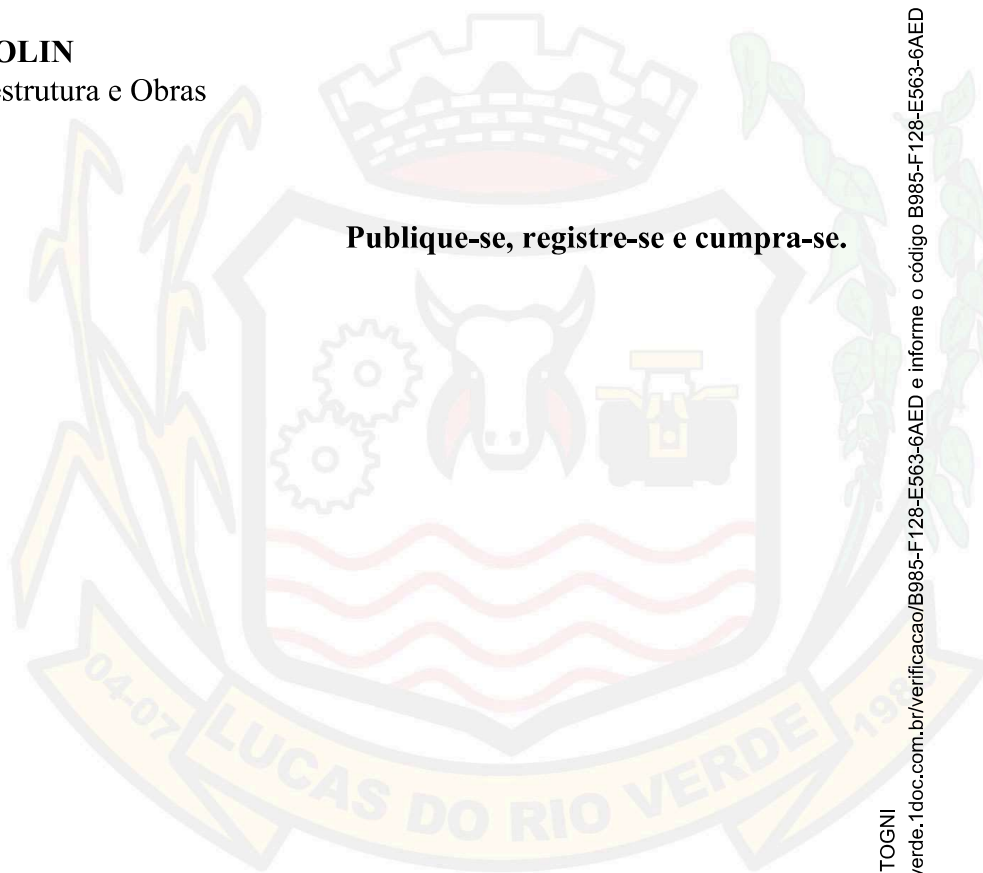 OLIN
estrutura e Obras
Publique-se, registre-se e cumpra-se.
04-07
LUCAS DO RIO VERDE
1988
TOGNI
verde.1doc.com.br/verificacao/B985-F128-E563-6AED e informe o código B985-F128-E563-6AED